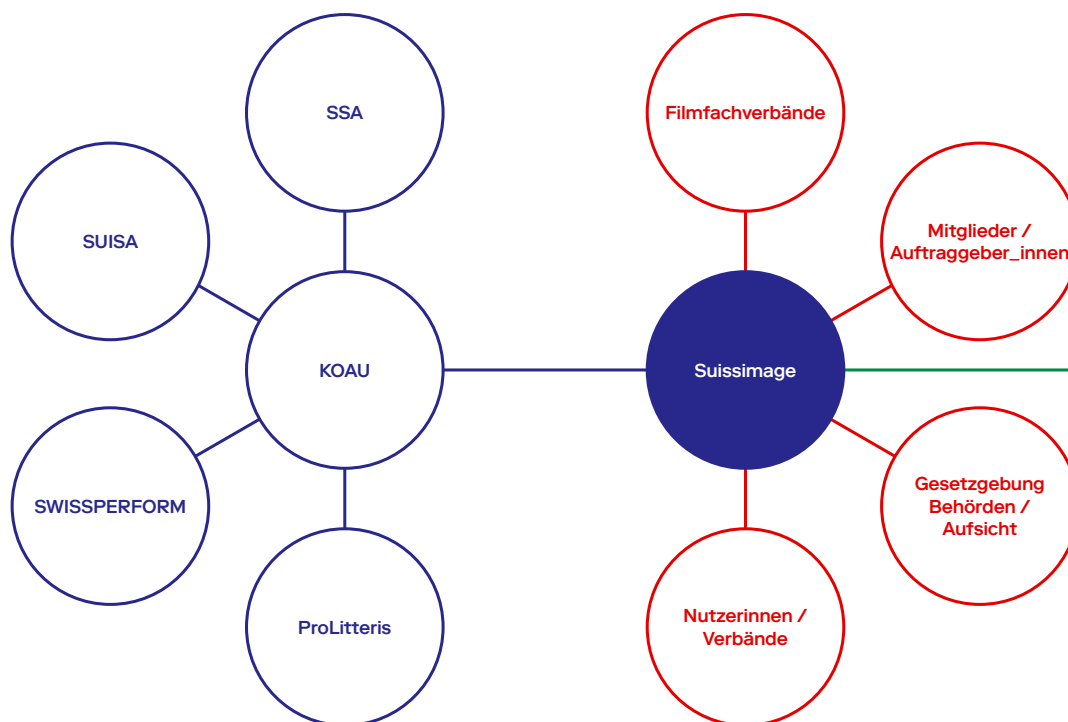 SSA
Filmfachverbände
SUISA
Mitglieder /
Auftraggeber_innen
KOAU
Suissimage
SWISSPERFORM
Gesetzgebung
Behörden /
Aufsicht
ProLitteris
Nutzerinnen /
Verbände